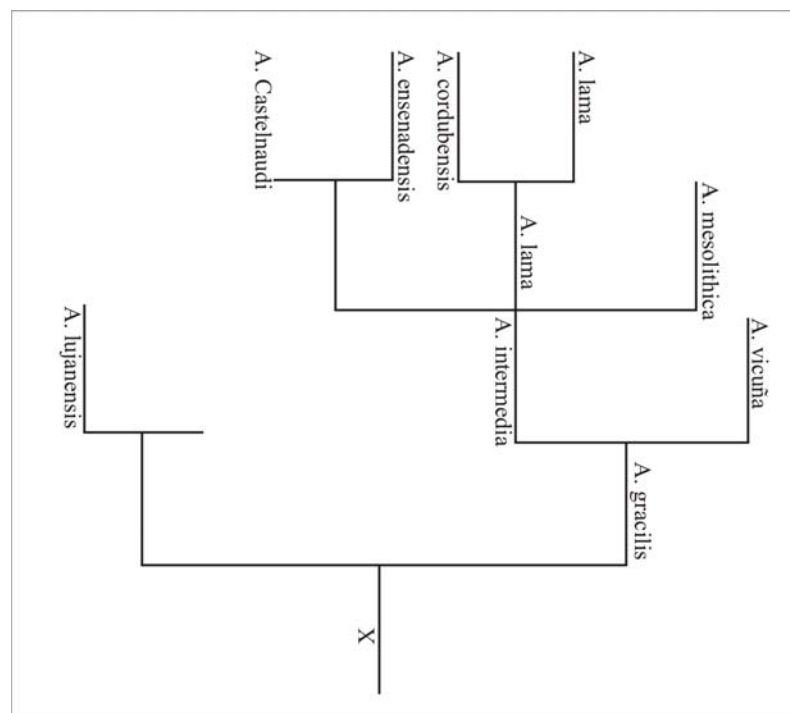 A. Castelnaudi
A. ensenadensis
A. cordubensis
A. lama
A. lama
A. mesolithica
A. lujanensis
A. intermedia
A. vicuña
A. gracilis
X